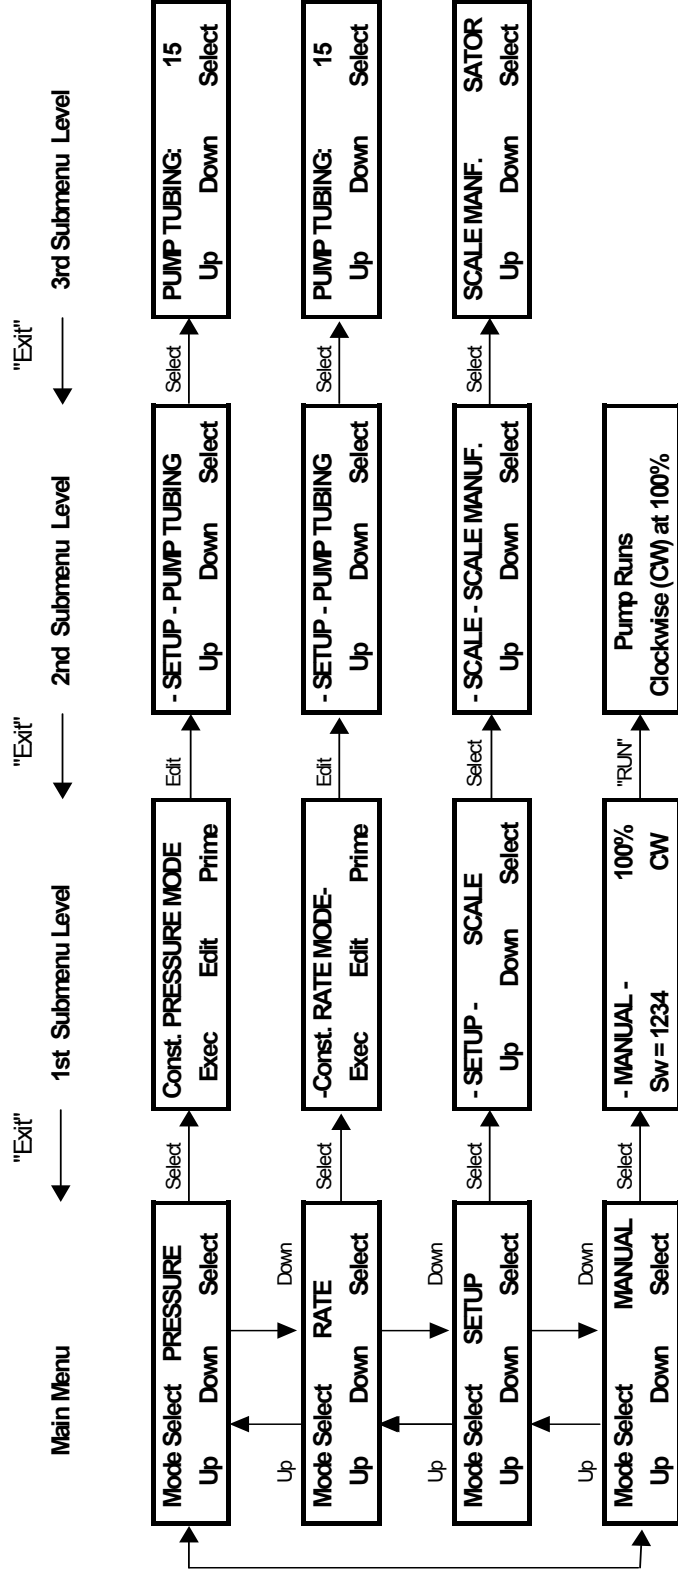 Main Menu
"Exit"
1st Submenu Level
"Exit"
2nd Submenu Level
"Exit"
3rd Submenu Level
Mode Select PRESSURE
Up Down Select
Select
Const. PRESSURE MODE
Exec Edit Prime
Edit
- SETUP - PUMP TUBING
Up Down Select
Select
PUMP TUBING: 15
Up Down Select
Up
Down
Mode Select RATE
Up Down Select
Select
-Const. RATE MODE-
Exec Edit Prime
Edit
- SETUP - PUMP TUBING
Up Down Select
Select
PUMP TUBING: 15
Up Down Select
Up
Down
Mode Select SETUP
Up Down Select
Select
- SETUP - SCALE
Up Down Select
Select
- SCALE - SCALE MANUF.
Up Down Select
Select
SCALE MANF. SATOR
Up Down Select
Up
Down
Mode Select MANUAL
Up Down Select
Select
- MANUAL - 100%
Sw = 1234 CW
"RUN"
Pump Runs
Clockwise (CW) at 100%